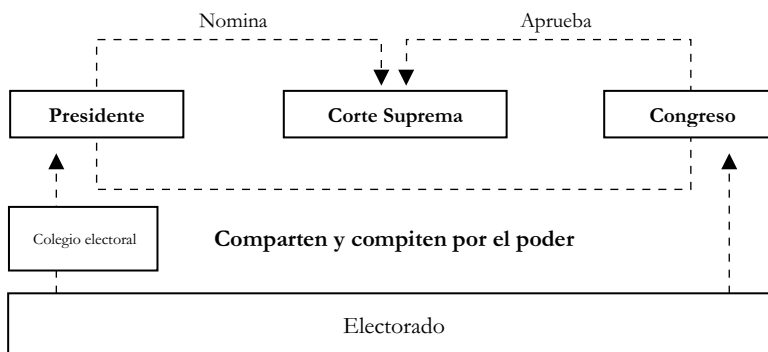 Nomina
Aprueba
Presidente
Corte Suprema
Congreso
Colegio electoral
Comparten y compiten por el poder
Electorado